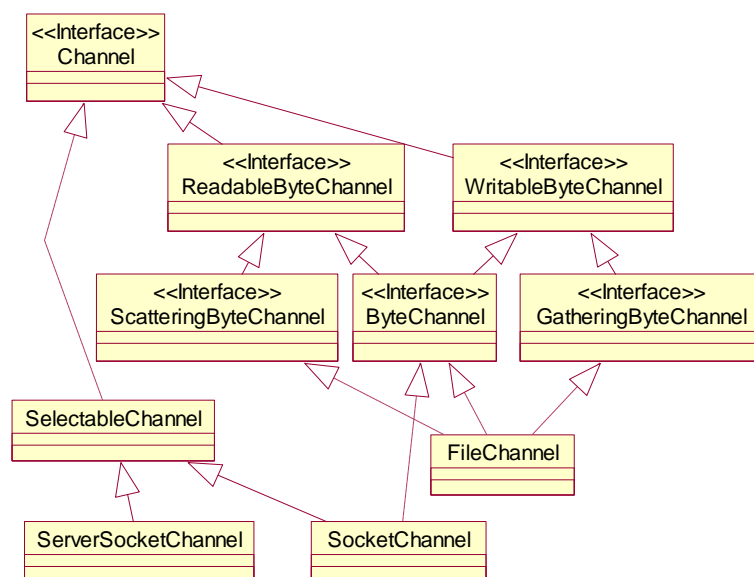 <<Interface>>
Channel
<<Interface>>
ReadableByteChannel
<<Interface>>
WritableByteChannel
<<Interface>>
ScatteringByteChannel
<<Interface>>
ByteChannel
<<Interface>>
GatheringByteChannel
SelectableChannel
FileChannel
ServerSocketChannel
SocketChannel